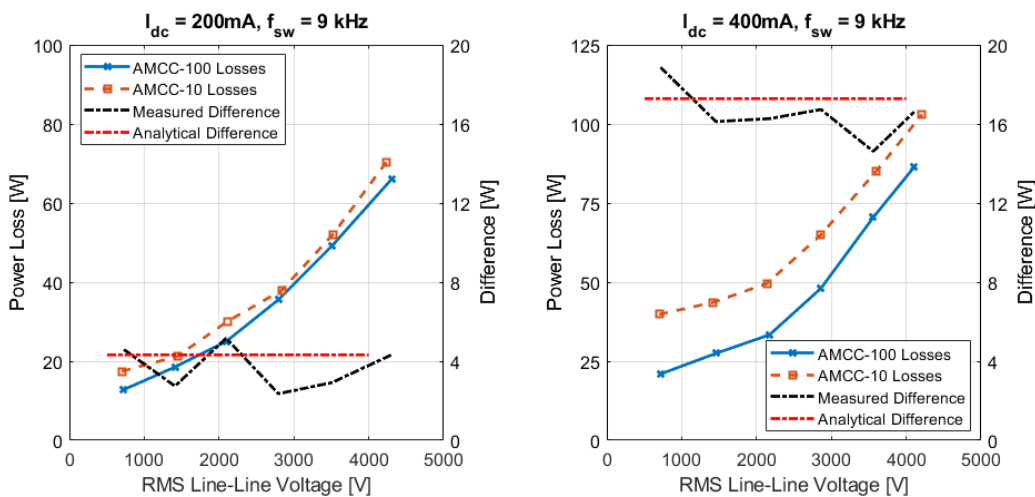 I_dc = 200mA, f_sw = 9 kHz
100
80
60
40
20
0
Power Loss [W]
AMCC-100 Losses
AMCC-10 Losses
Measured Difference
Analytical Difference
20
16
12
8
4
0
Difference [W]
0 1000 2000 3000 4000 5000
RMS Line-Line Voltage [V]
I_dc = 400mA, f_sw = 9 kHz
125
100
75
50
25
0
Power Loss [W]
20
16
12
8
4
0
Difference [W]
AMCC-100 Losses
AMCC-10 Losses
Measured Difference
Analytical Difference
0 1000 2000 3000 4000 5000
RMS Line-Line Voltage [V]